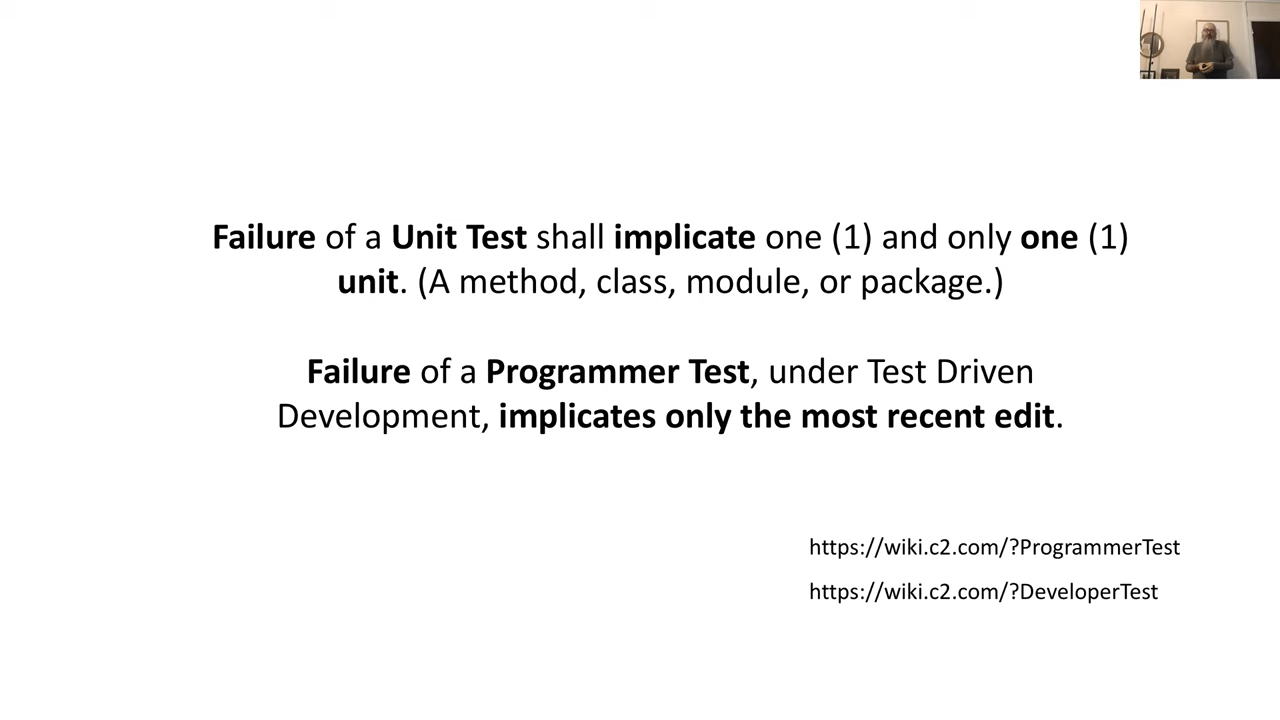 Failure of a Unit Test shall implicate one (1) and only one (1)
unit. (A method, class, module, or package.)
Failure of a Programmer Test, under Test Driven
Development, implicates only the most recent edit.
https://wiki.c2.com/?ProgrammerTest
https://wiki.c2.com/?DeveloperTest